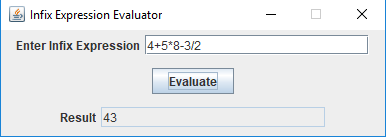 Infix Expression Evaluator
Enter Infix Expression 4+5*8-3/2
Evaluate
Result 43